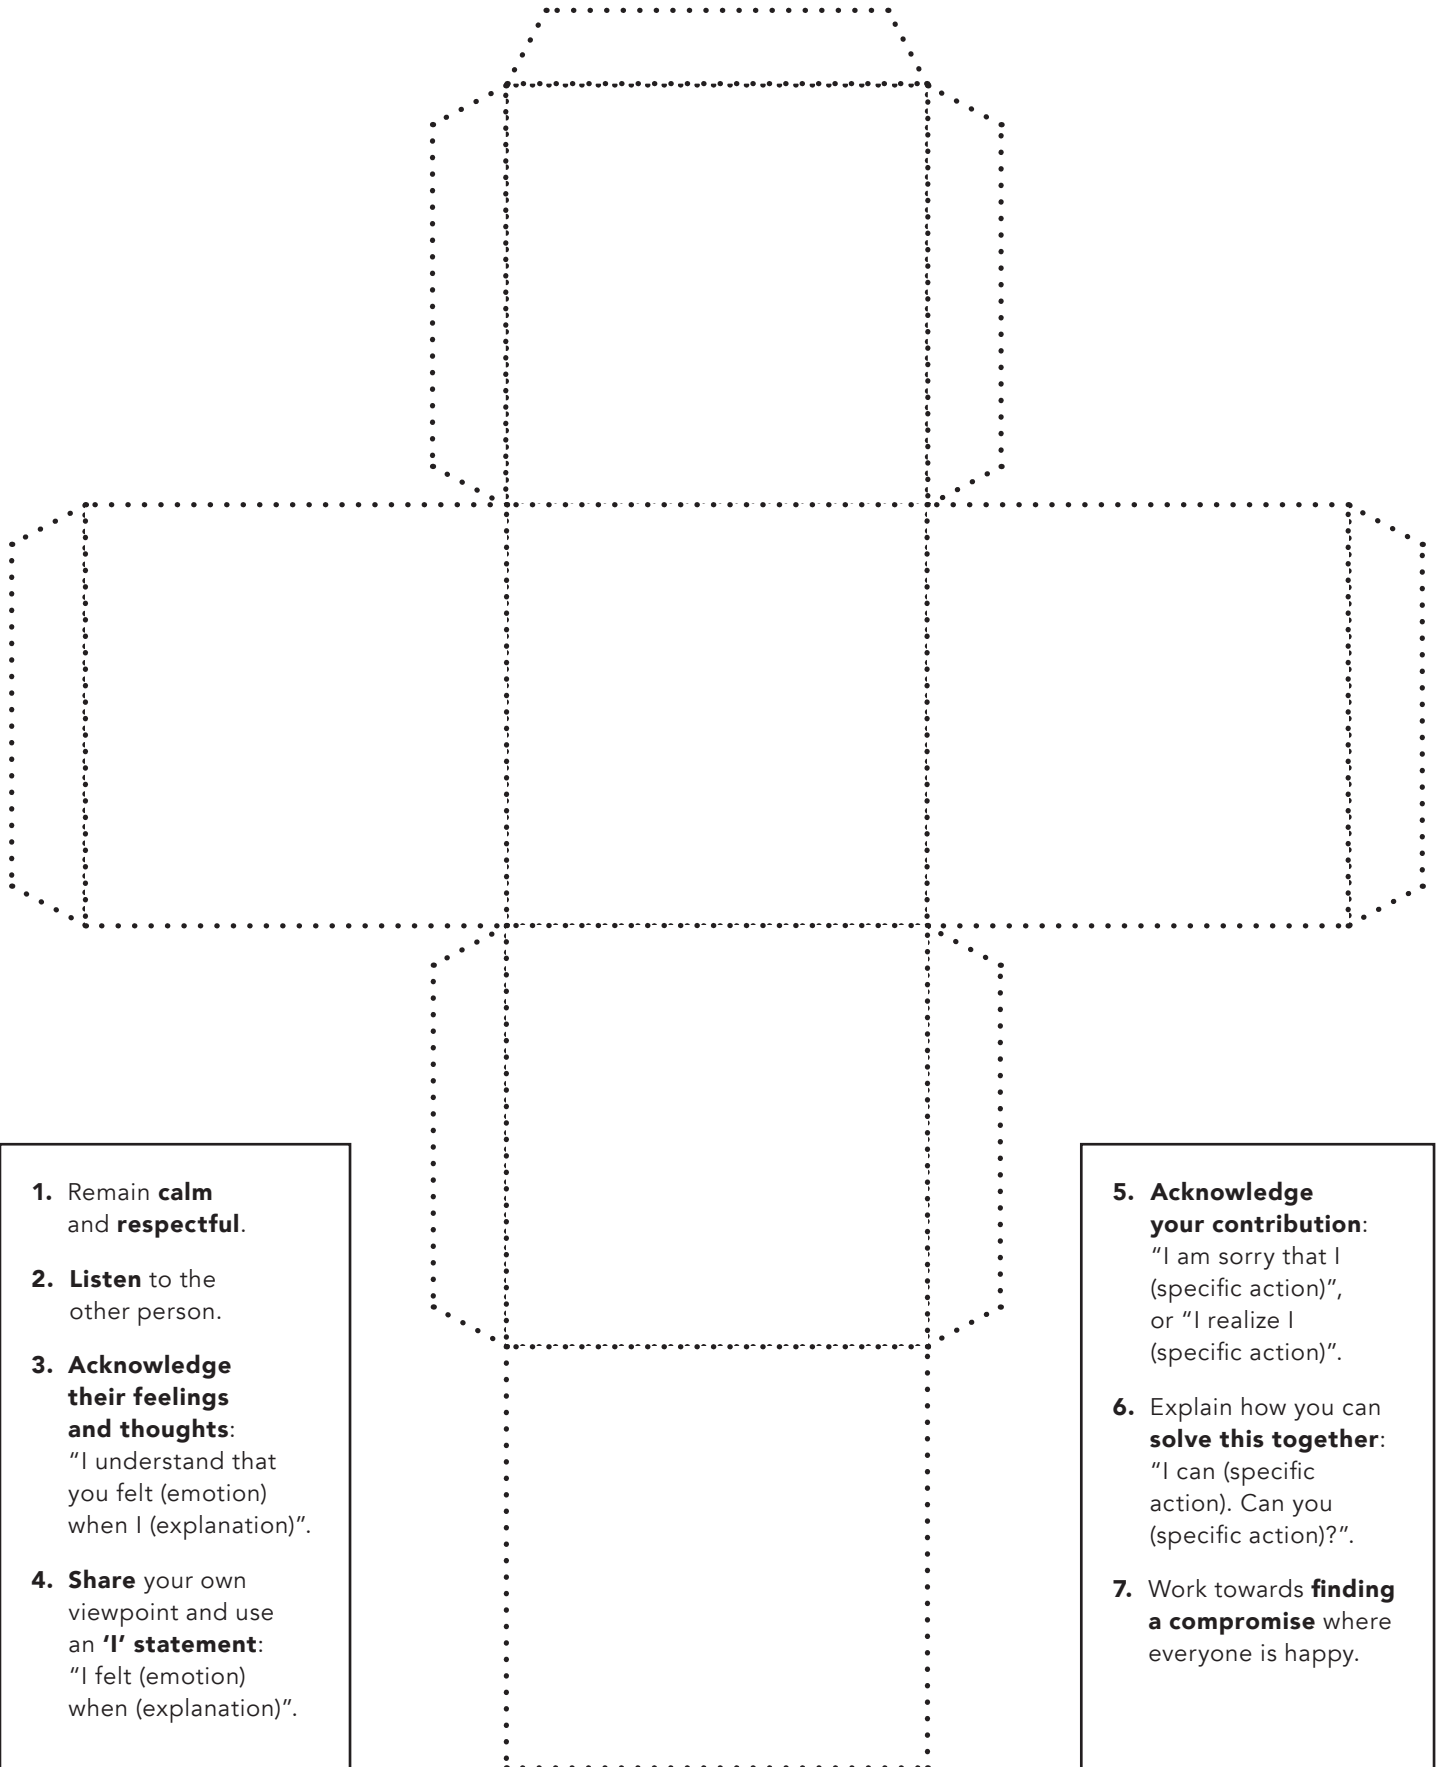 1. Remain calm
and respectful.
2. Listen to the
other person.
3. Acknowledge
their feelings
and thoughts:
“I understand that
you felt (emotion)
when I (explanation)”.
4. Share your own
viewpoint and use
an ‘I’ statement:
“I felt (emotion)
when (explanation)”.
5. Acknowledge
your contribution:
“I am sorry that I
(specific action)”,
or “I realize I
(specific action)”.
6. Explain how you can
solve this together:
“I can (specific
action). Can you
(specific action)?”.
7. Work towards finding
a compromise where
everyone is happy.